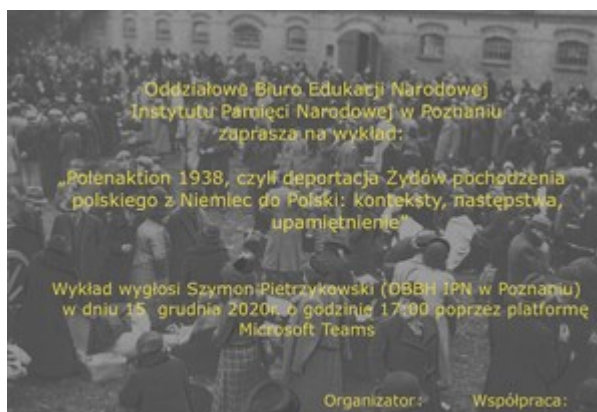 Oddziałowe Biuro Edukacji Narodowej
Instytutu Pamięci Narodowej w Poznaniu
zaprasza na wykład:
„Polenaktion 1938, czyli deportacja Żydów pochodzenia
polskiego z Niemiec do Polski: konteksty, następstwa,
upamiętnienie”
Wykład wygłosi Szymon Pietrzykowski (OBBH IPN w Poznaniu)
w dniu 15 grudnia 2020r. o godzinie 17:00 poprzez platformę
Microsoft Teams
Organizator: Współpraca: